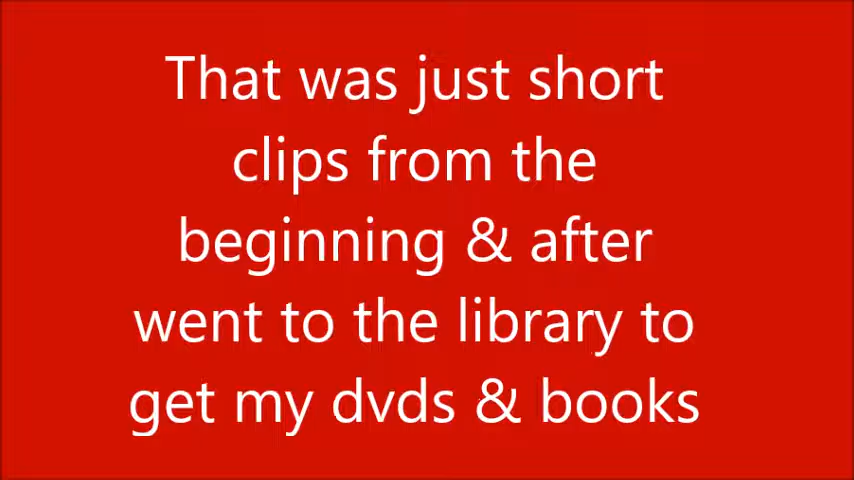 That was just short
clips from the
beginning & after
went to the library to
get my dvds & books